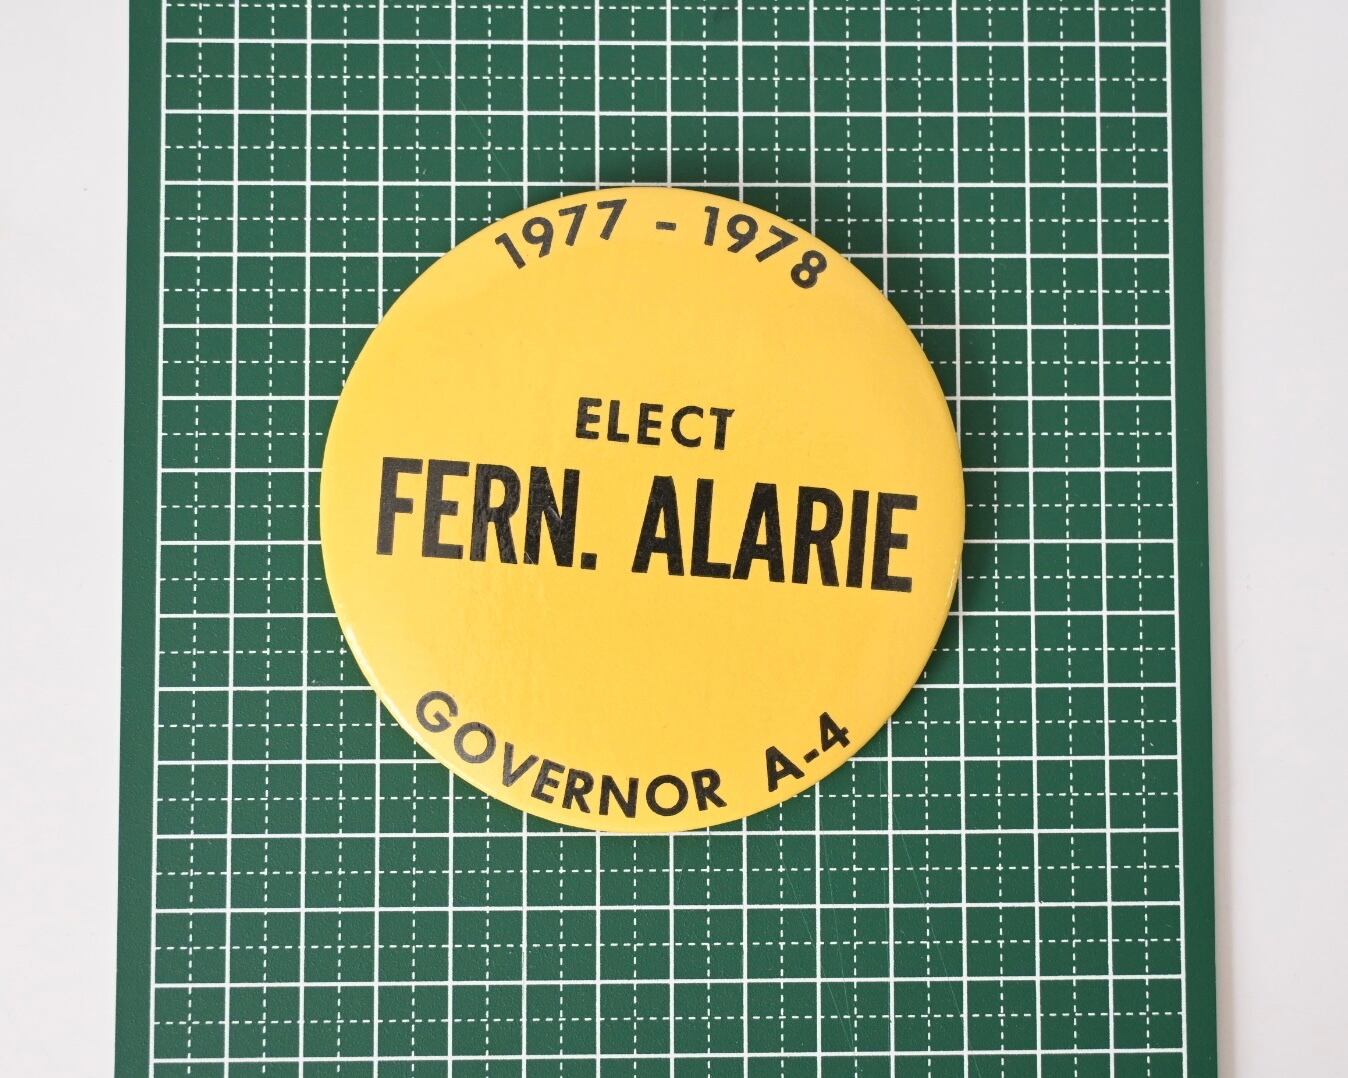 1977 - 1978
ELECT
FERN. ALARIE
GOVERNOR A-4